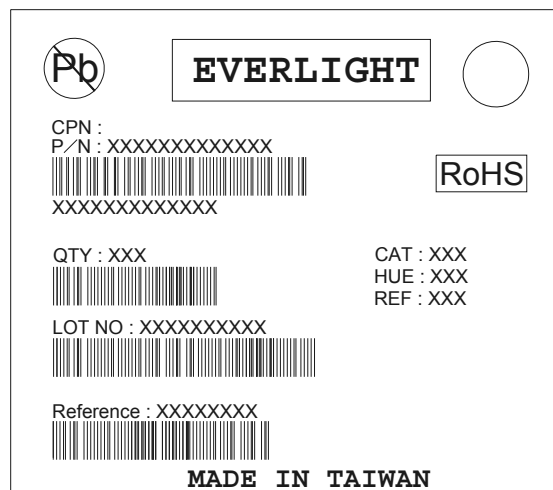 Pb
EVERLIGHT
CPN :
P/N : XXXXXXXXXXXXX
XXXXXXXXXXXXX
RoHS
QTY : XXX
CAT : XXX
HUE : XXX
REF : XXX
LOT NO : XXXXXXXXXX
Reference : XXXXXXXX
MADE IN TAIWAN